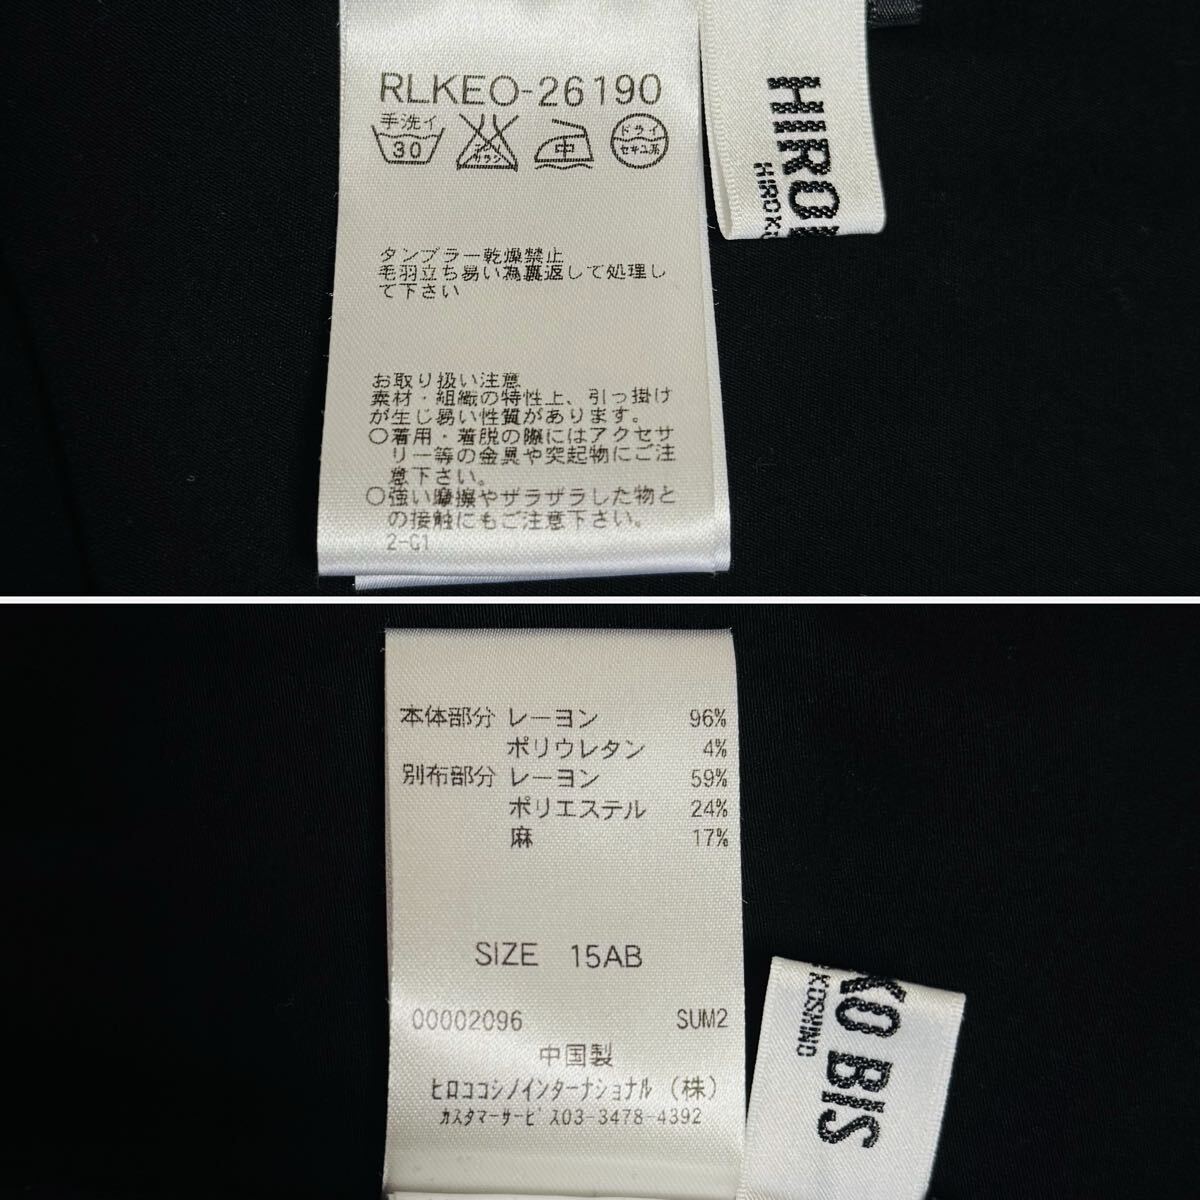 RLKEO-26190
手洗イ
30
エンソ
サラシ
中
ドライ
セキユ系
HIRO
HIROKO
タンブラー乾燥禁止
毛羽立ち易い為裏返して処理し
て下さい
お取り扱い注意
素材・組織の特性上、引っ掛け
が生じ易い性質があります。
○着用・着脱の際にはアクセサ
リー等の金具や突起物にご注
意下さい。
○強い摩擦やザラザラした物と
の接触にもご注意下さい。
2-G1
本体部分 レーヨン 96%
ポリウレタン 4%
別布部分 レーヨン 59%
ポリエステル 24%
麻 17%
SIZE 15AB
00002096 SUM2
中国製
ヒロココシノインターナショナル(株)
カスタマーサービス03-3478-4392
KO BIS
KOSHINO